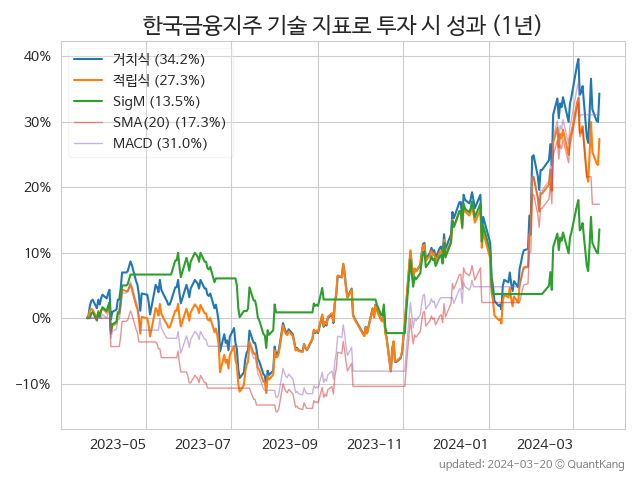 한국금융지주 기술 지표로 투자 시 성과 (1년)
거치식 (34.2%)
적립식 (27.3%)
SigM (13.5%)
SMA(20) (17.3%)
MACD (31.0%)
40%
30%
20%
10%
0%
−10%
2023-05
2023-07
2023-09
2023-11
2024-01
2024-03
updated: 2024-03-20 © QuantKang